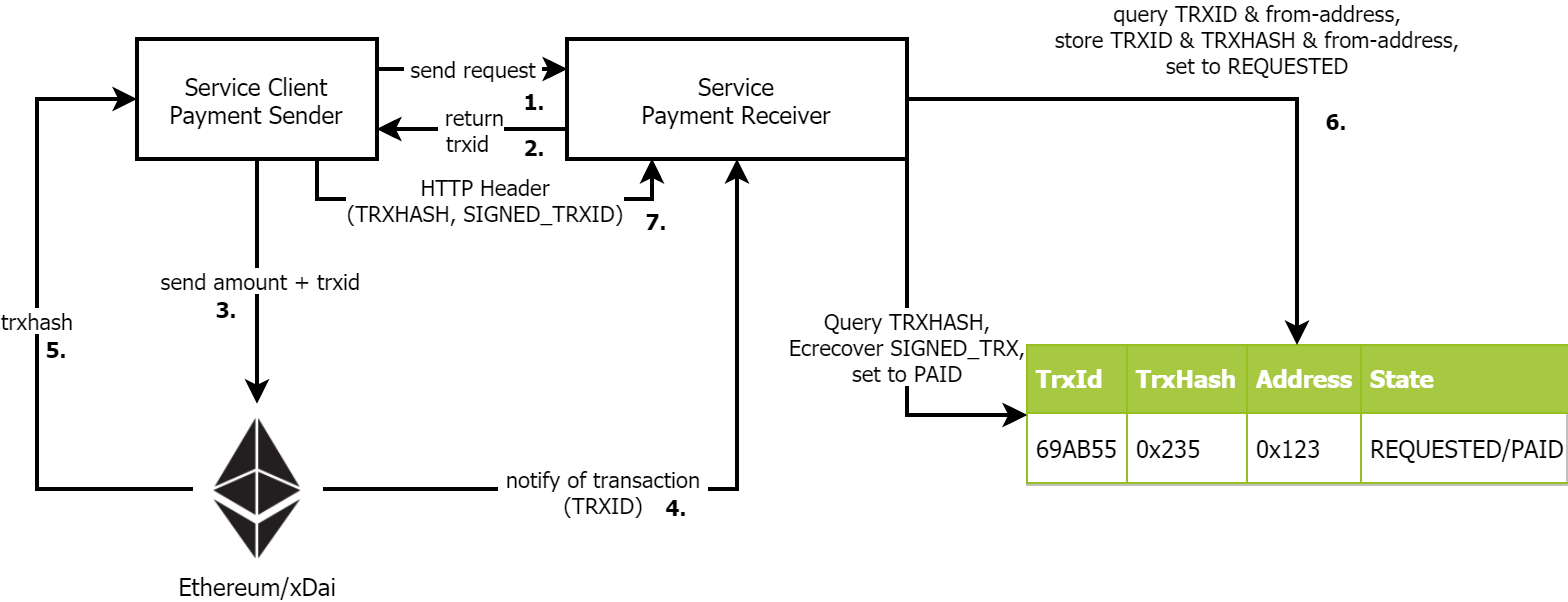 query TRXID & from-address,
store TRXID & TRXHASH & from-address,
set to REQUESTED
6.
Service Client
Payment Sender
send request
1.
return
trxid
2.
Service
Payment Receiver
HTTP Header
(TRXHASH, SIGNED_TRXID)
7.
send amount + trxid
3.
trxhash
5.
Query TRXHASH,
Ecrecover SIGNED_TRX,
set to PAID
TrxId TrxHash Address State
69AB55 0x235 0x123 REQUESTED/PAID
notify of transaction
(TRXID)
4.
Ethereum/xDai